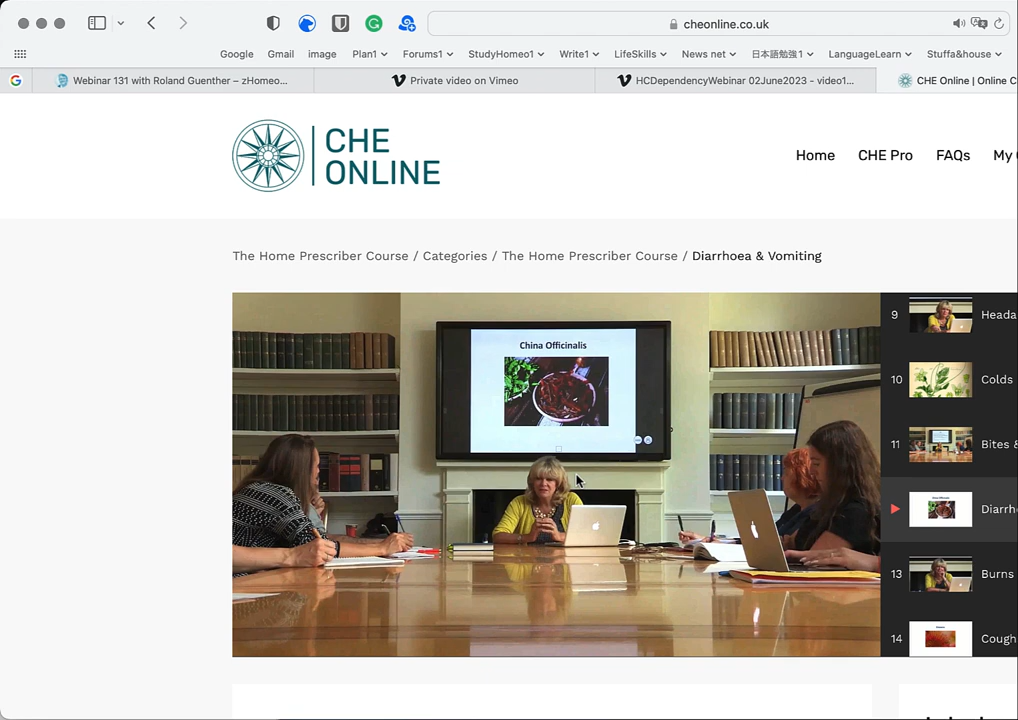 cheonline.co.uk
Google Gmail image Plan1 Forums1 StudyHomeo1 Write1 LifeSkills News net 日本語勉強1 LanguageLearn Stuffa&house
Webinar 131 with Roland Guenther – zHomeo... Private video on Vimeo HCDependencyWebinar 02June2023 - video1... CHE Online | Online C
CHE
ONLINE
Home CHE Pro FAQs My
The Home Prescriber Course / Categories / The Home Prescriber Course / Diarrhoea & Vomiting
China Officinalis
9 Heada
10 Colds
11 Bites &
Diarrh
13 Burns
14 Cough